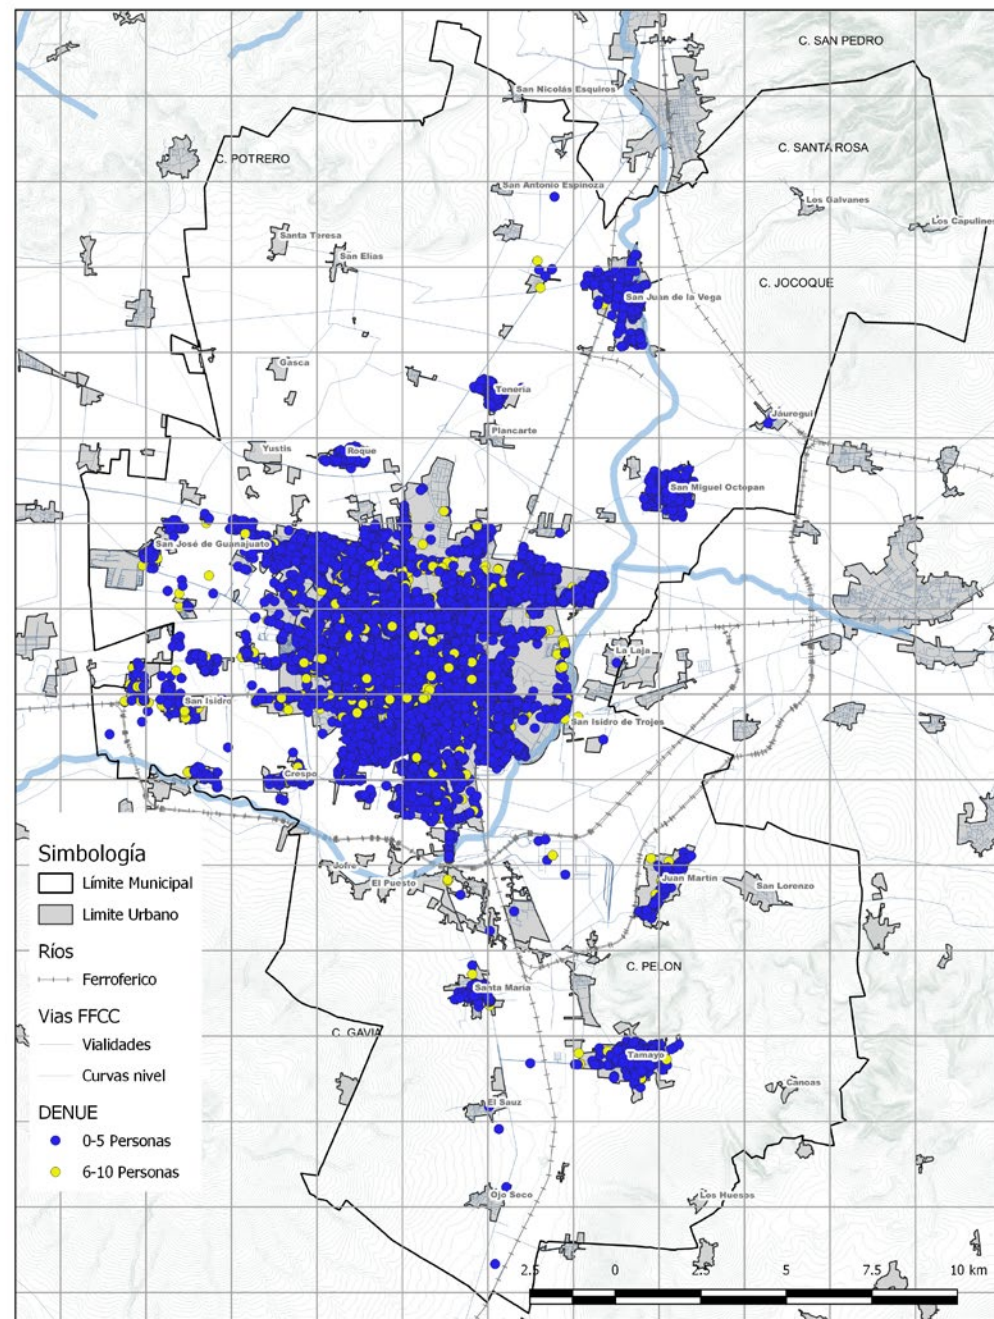 C. SAN PEDRO
San Nicolás Esquiros
C. SANTA ROSA
C. POTRERO
San Antonio Espinoza
Los Galvanes
Los Capulines
Santa Teresa
San Elias
C. JOCOQUE
San Juan de la Vega
Gasca
Tenería
Jáuregui
Plancarte
Yustis
Roque
San Miguel Octopan
San José de Guanajuato
La Laja
San Isidro
San Isidro de Trojes
Crespo
Simbología
Límite Municipal
Limite Urbano
Ríos
Ferroferico
Vias FFCC
Vialidades
Curvas nivel
DENUE
0-5 Personas
6-10 Personas
Jofre
El Puesto
Juan Martin
San Lorenzo
C. PELON
Santa María
C. GAVIA
Tamayo
Canoas
El Sauz
Ojo Seco
Los Huesos
2.5 0 5 7.5 10 km